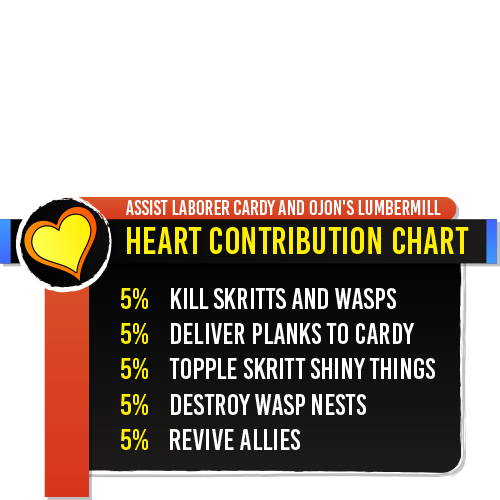 ASSIST LABORER CARDY AND OJON'S LUMBERMILL
HEART CONTRIBUTION CHART
5% KILL SKRITTS AND WASPS
5% DELIVER PLANKS TO CARDY
5% TOPPLE SKRITT SHINY THINGS
5% DESTROY WASP NESTS
5% REVIVE ALLIES